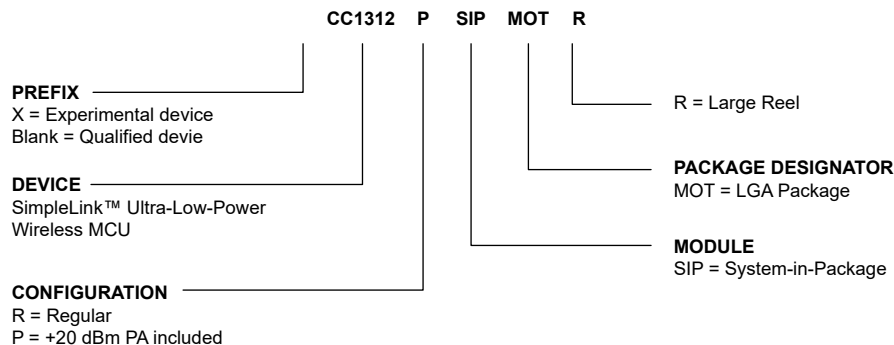 CC1312 P SIP MOT R
PREFIX
X = Experimental device
Blank = Qualified devie
DEVICE
SimpleLink™ Ultra-Low-Power
Wireless MCU
CONFIGURATION
R = Regular
P = +20 dBm PA included
R = Large Reel
PACKAGE DESIGNATOR
MOT = LGA Package
MODULE
SIP = System-in-Package